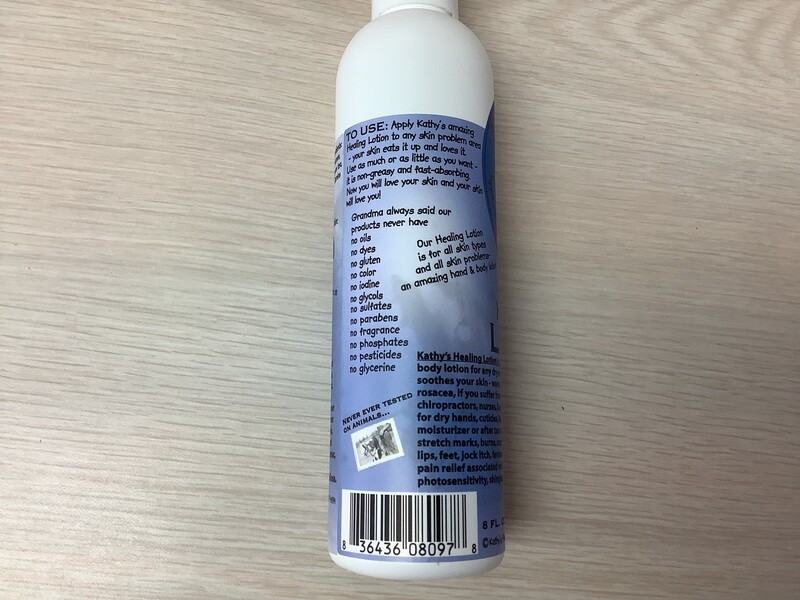 TO USE: Apply Kathy's amazing
Healing Lotion to any skin problem area
- your skin eats it up and loves it.
Use as much or as little as you want -
it is non-greasy and fast-absorbing.
Now you will love your skin and your skin
will love you!
Grandma always said our
products never have
no oils
no dyes
no gluten
no color
no iodine
no glycols
no sulfates
no parabens
no fragrance
no phosphates
no pesticides
no glycerine
Our Healing Lotion
is for all skin types
and all skin problems-
an amazing hand & body
Kathy's Healing Lotion
body lotion for any
soothes your skin -
rosacea, if you suffer
chiropractors, nurses,
for dry hands, cuticles,
moisturizer or after
stretch marks, burns,
lips, feet, jock itch,
pain relief associated
photosensitivity,
NEVER EVER TESTED
ON ANIMALS...
8 36436 08097 8
8 FL.
©Kathy's